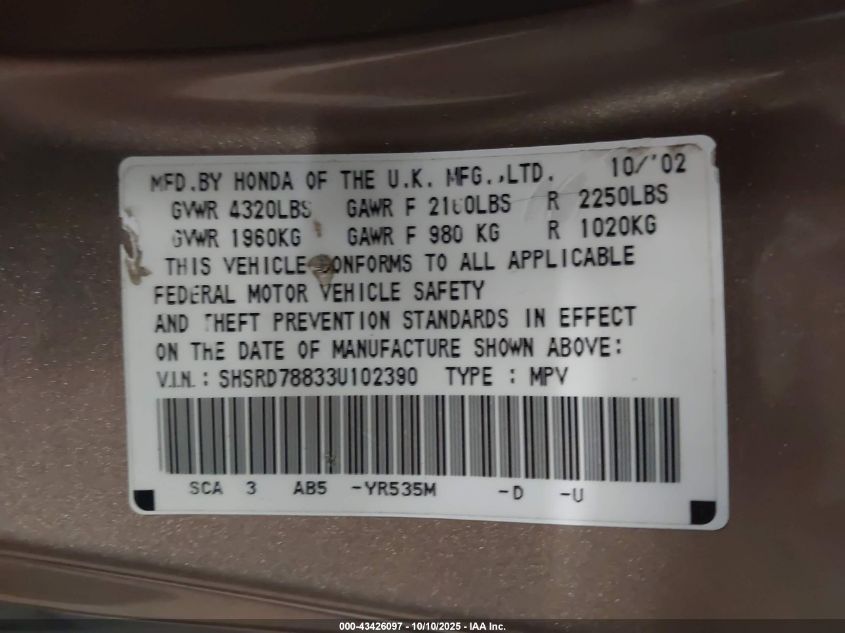 MFD.BY HONDA OF THE U.K. MFG.,LTD. 10/'02
GVWR 4320LBS GAWR F 2160LBS R 2250LBS
GVWR 1960KG GAWR F 980 KG R 1020KG
THIS VEHICLE CONFORMS TO ALL APPLICABLE
FEDERAL MOTOR VEHICLE SAFETY
AND THEFT PREVENTION STANDARDS IN EFFECT
ON THE DATE OF MANUFACTURE SHOWN ABOVE:
V.I.N. : SHSRD78833U102390 TYPE : MPV
SCA 3 AB5 -YR535M -D -U
000-43426097 - 10/10/2025 - IAA Inc.